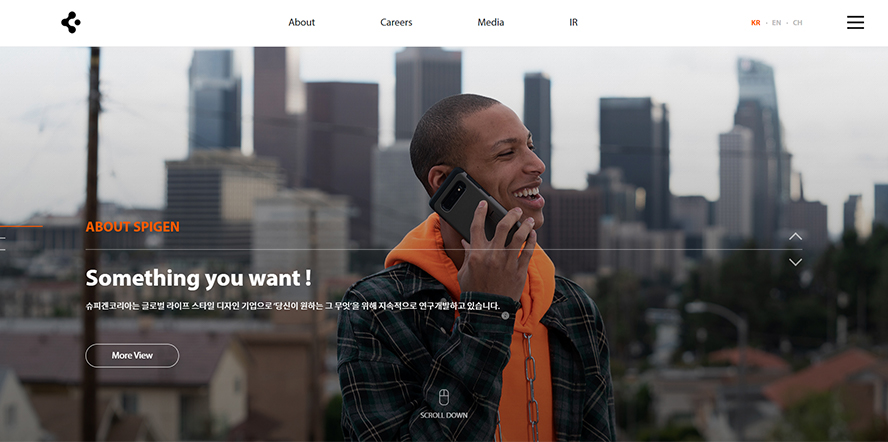 About Careers Media IR KR · EN · CH
ABOUT SPIGEN
Something you want !
슈피겐코리아는 글로벌 라이프 스타일 디자인 기업으로 '당신이 원하는 그 무엇'을 위해 지속적으로 연구개발하고 있습니다.
More View
SCROLL DOWN